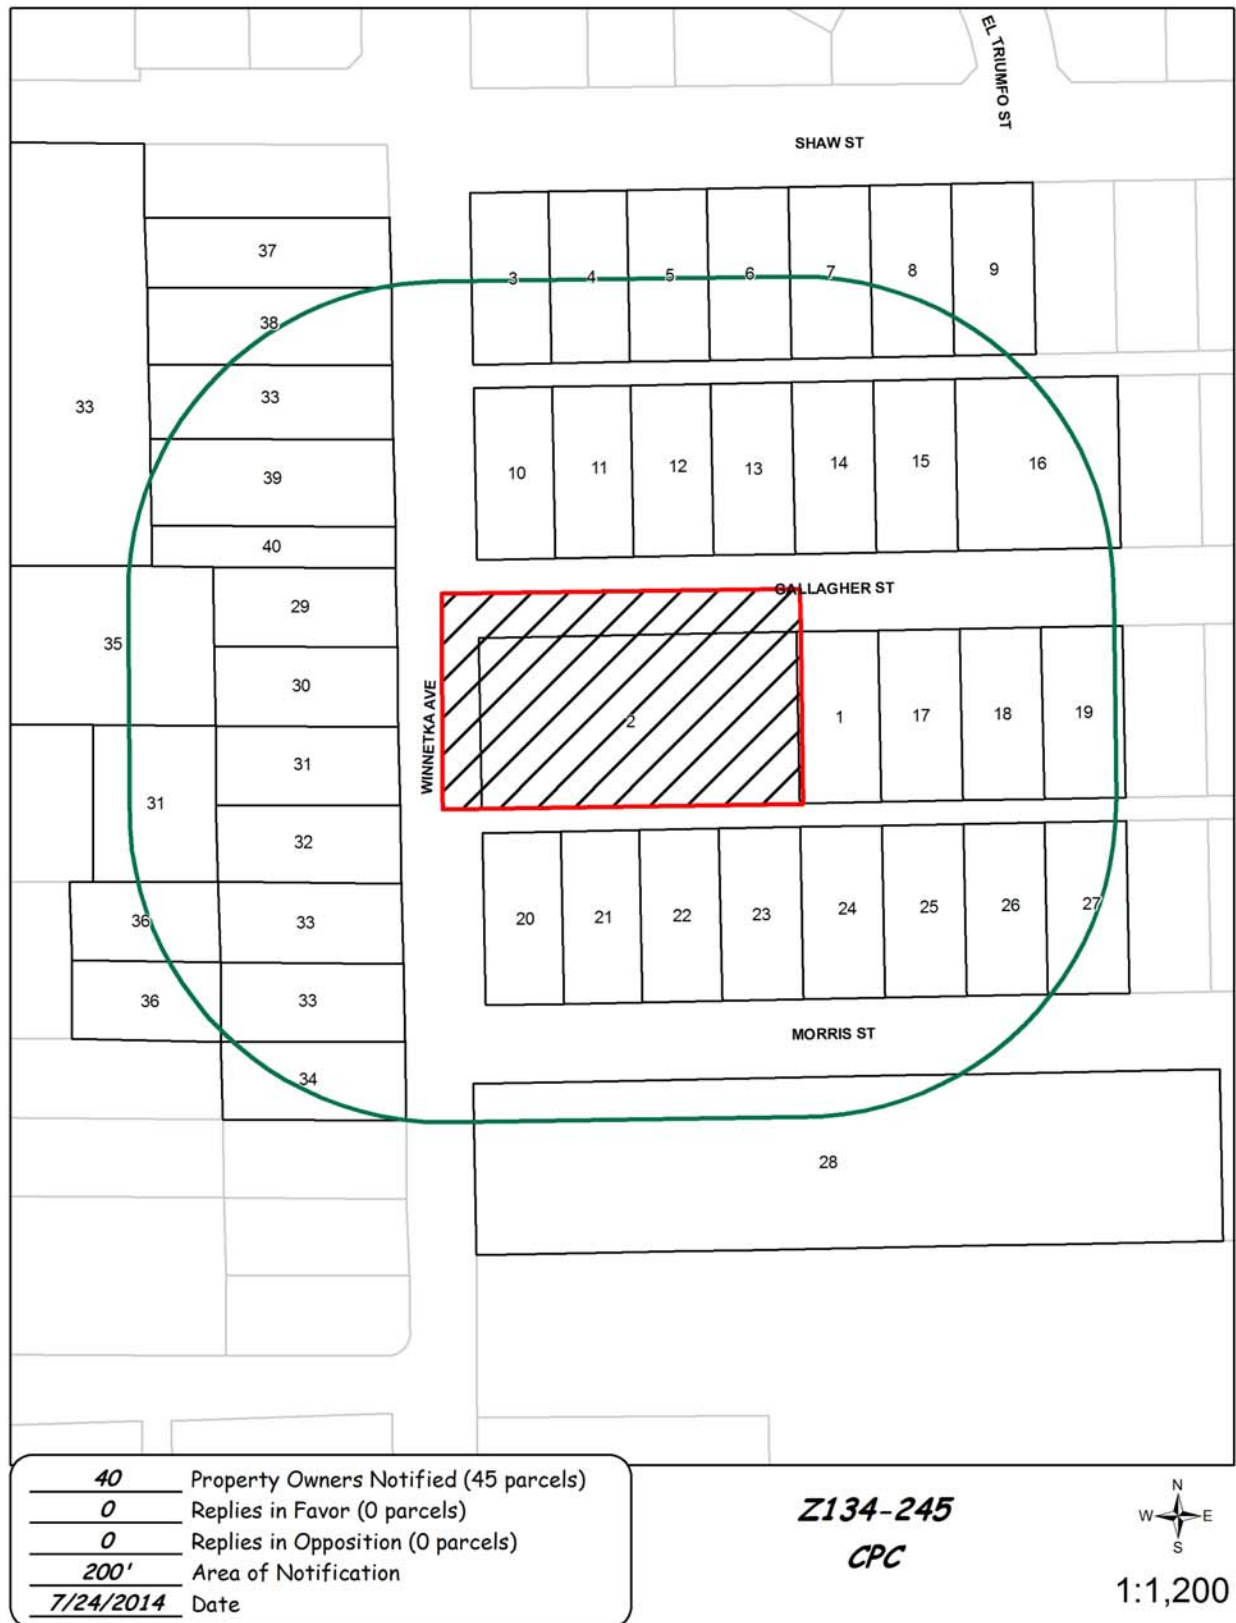 EL TRIUMFO ST
SHAW ST
37
3 4 5 6 7 8 9
38
33
33
10 11 12 13 14 15 16
39
40
GALLAGHER ST
29
35
30
WINNETKA AVE
2
1 17 18 19
31
31
32
36
33
20 21 22 23 24 25 26 27
36
33
MORRIS ST
34
28
40 Property Owners Notified (45 parcels)
0 Replies in Favor (0 parcels)
0 Replies in Opposition (0 parcels)
200' Area of Notification
7/24/2014 Date
Z134-245
CPC
N
W E
S
1:1,200